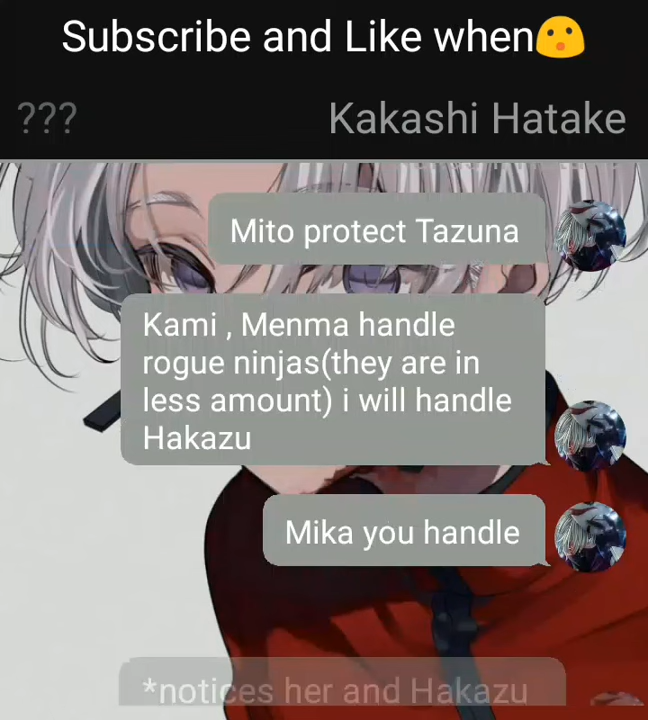 Subscribe and Like when😯
???
Kakashi Hatake
Mito protect Tazuna
Kami , Menma handle
rogue ninjas(they are in
less amount) i will handle
Hakazu
Mika you handle
*notices her and Hakazu